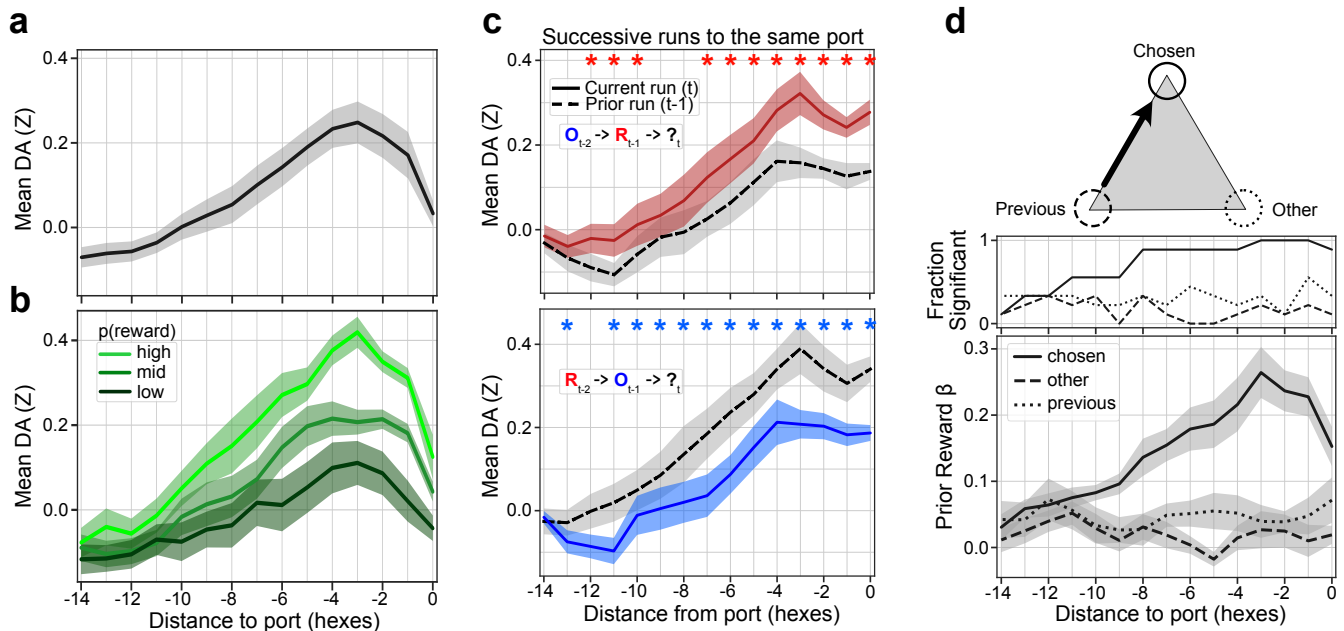 a
Mean DA (Z)
0.4
0.2
0.0
b
p(reward)
high
mid
low
Mean DA (Z)
0.4
0.2
0.0
-14 -12 -10 -8 -6 -4 -2 0
Distance to port (hexes)
c
Successive runs to the same port
* * * * * * * * * *
Current run (t)
Prior run (t-1)
O t-2 -> R t-1 -> ? t
Mean DA (Z)
0.4
0.2
0.0
* * * * * * * * * * * * *
R t-2 -> O t-1 -> ? t
Mean DA (Z)
0.4
0.2
0.0
-14 -12 -10 -8 -6 -4 -2 0
Distance from port (hexes)
d
Chosen
Previous
Other
Fraction
Significant
1
0
chosen
other
previous
Prior Reward β
0.3
0.2
0.1
0.0
-14 -12 -10 -8 -6 -4 -2 0
Distance to port (hexes)